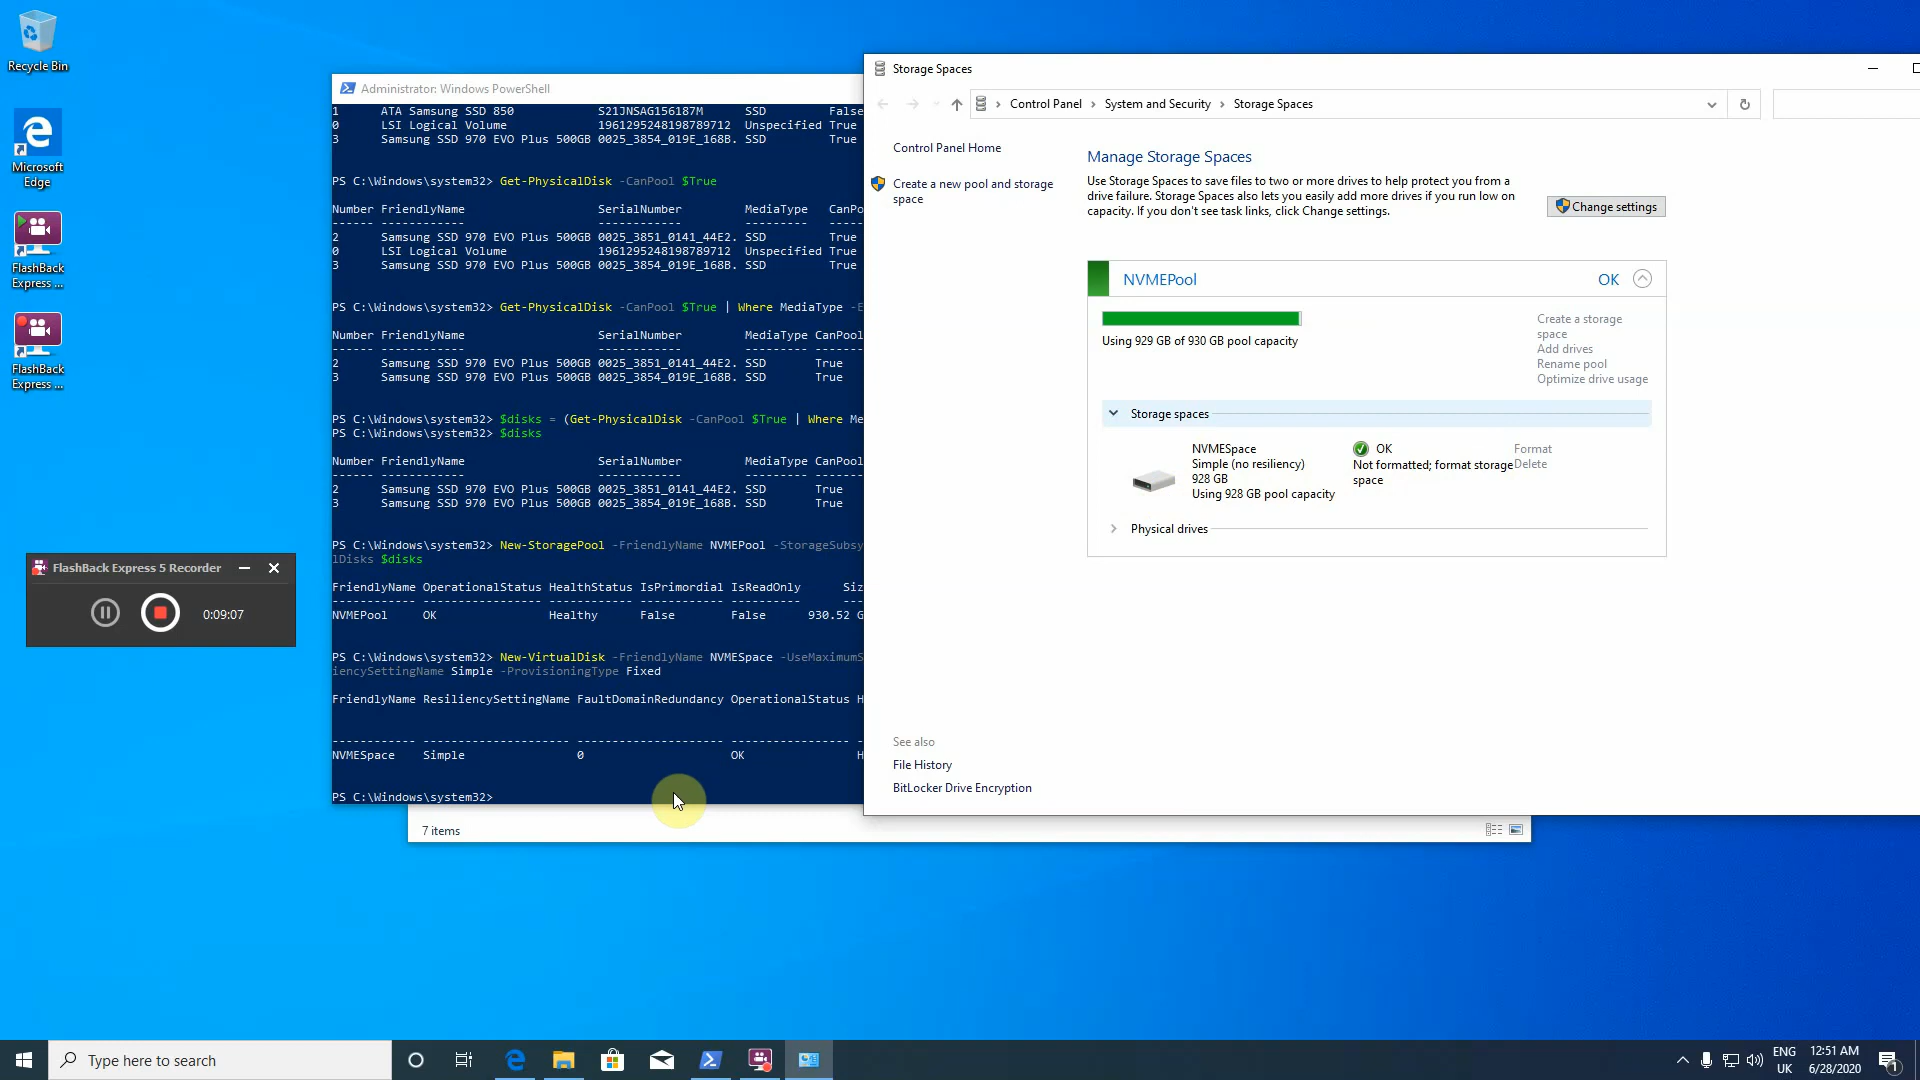 Recycle Bin
Microsoft
Edge
FlashBack
Express ...
FlashBack
Express ...
FlashBack Express 5 Recorder
0:09:07
Administrator: Windows PowerShell
1 ATA Samsung SSD 850 S21JNSAG156187M SSD False
0 LSI Logical Volume 1961295248198789712 Unspecified True
3 Samsung SSD 970 EVO Plus 500GB 0025_3854_019E_168B. SSD True
PS C:\Windows\system32> Get-PhysicalDisk -CanPool $True
Number FriendlyName SerialNumber MediaType CanPo
------ ------------ ------------ --------- -----
2 Samsung SSD 970 EVO Plus 500GB 0025_3851_0141_44E2. SSD True
0 LSI Logical Volume 1961295248198789712 Unspecified True
3 Samsung SSD 970 EVO Plus 500GB 0025_3854_019E_168B. SSD True
PS C:\Windows\system32> Get-PhysicalDisk -CanPool $True | Where MediaType -E
Number FriendlyName SerialNumber MediaType CanPool
------ ------------ ------------ --------- -------
2 Samsung SSD 970 EVO Plus 500GB 0025_3851_0141_44E2. SSD True
3 Samsung SSD 970 EVO Plus 500GB 0025_3854_019E_168B. SSD True
PS C:\Windows\system32> $disks = (Get-PhysicalDisk -CanPool $True | Where Me
PS C:\Windows\system32> $disks
Number FriendlyName SerialNumber MediaType CanPool
------ ------------ ------------ --------- -------
2 Samsung SSD 970 EVO Plus 500GB 0025_3851_0141_44E2. SSD True
3 Samsung SSD 970 EVO Plus 500GB 0025_3854_019E_168B. SSD True
PS C:\Windows\system32> New-StoragePool -FriendlyName NVMEPool -StorageSubsy
lDisks $disks
FriendlyName OperationalStatus HealthStatus IsPrimordial IsReadOnly Siz
------------ ----------------- ------------ ------------ ---------- ---
NVMEPool OK Healthy False False 930.52 G
PS C:\Windows\system32> New-VirtualDisk -FriendlyName NVMESpace -UseMaximumS
iencySettingName Simple -ProvisioningType Fixed
FriendlyName ResiliencySettingName FaultDomainRedundancy OperationalStatus H
------------ --------------------- --------------------- ----------------- -
NVMESpace Simple 0 OK H
PS C:\Windows\system32>
7 items
Storage Spaces
Control Panel > System and Security > Storage Spaces
Control Panel Home
Create a new pool and storage
space
Manage Storage Spaces
Use Storage Spaces to save files to two or more drives to help protect you from a
drive failure. Storage Spaces also lets you easily add more drives if you run low on
capacity. If you don't see task links, click Change settings.
Change settings
NVMEPool OK
Using 929 GB of 930 GB pool capacity
Create a storage
space
Add drives
Rename pool
Optimize drive usage
Storage spaces
NVMESpace
Simple (no resiliency)
928 GB
Using 928 GB pool capacity
OK
Not formatted; format storage
space
Format
Delete
Physical drives
See also
File History
BitLocker Drive Encryption
Type here to search
ENG
UK
12:51 AM
6/28/2020
1